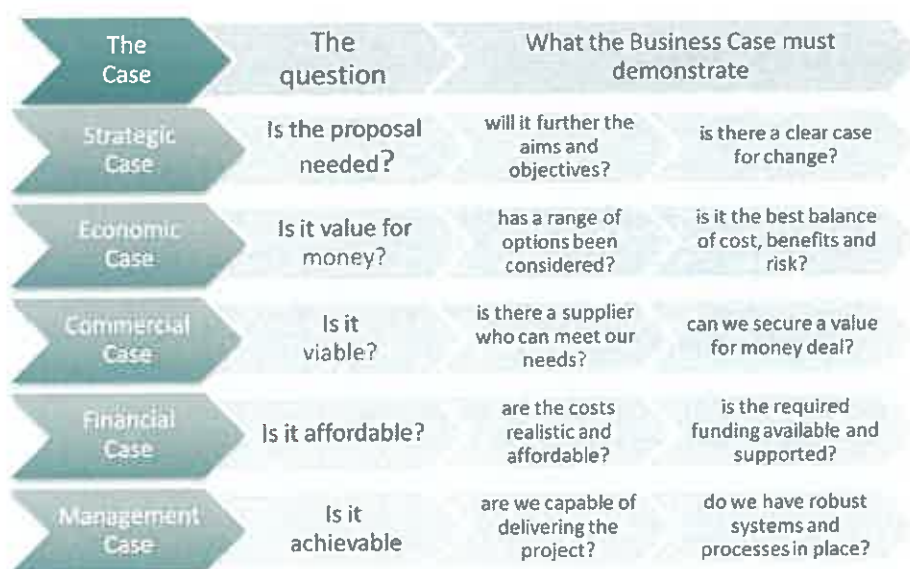 The
Case
The
question
What the Business Case must
demonstrate
Strategic
Case
Is the proposal
needed?
will it further the
aims and
objectives?
is there a clear case
for change?
Economic
Case
Is it value for
money?
has a range of
options been
considered?
is it the best balance
of cost, benefits and
risk?
Commercial
Case
Is it
viable?
is there a supplier
who can meet our
needs?
can we secure a value
for money deal?
Financial
Case
Is it affordable?
are the costs
realistic and
affordable?
is the required
funding available and
supported?
Management
Case
Is it
achievable
are we capable of
delivering the
project?
do we have robust
systems and
processes in place?